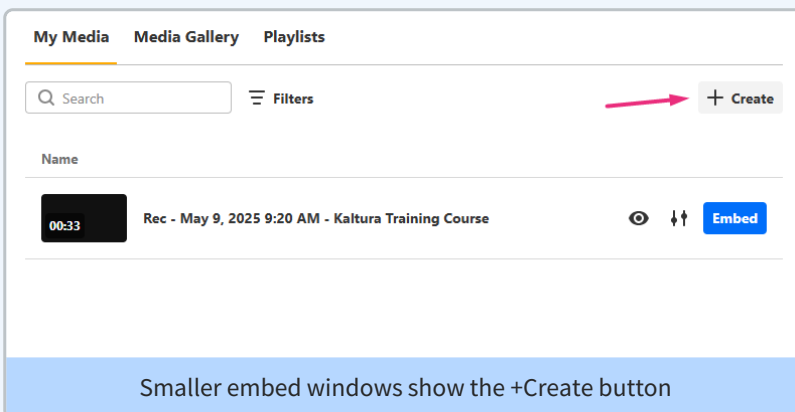 My Media Media Gallery Playlists
Search Filters + Create
Name
00:33 Rec - May 9, 2025 9:20 AM - Kaltura Training Course Embed
Smaller embed windows show the +Create button